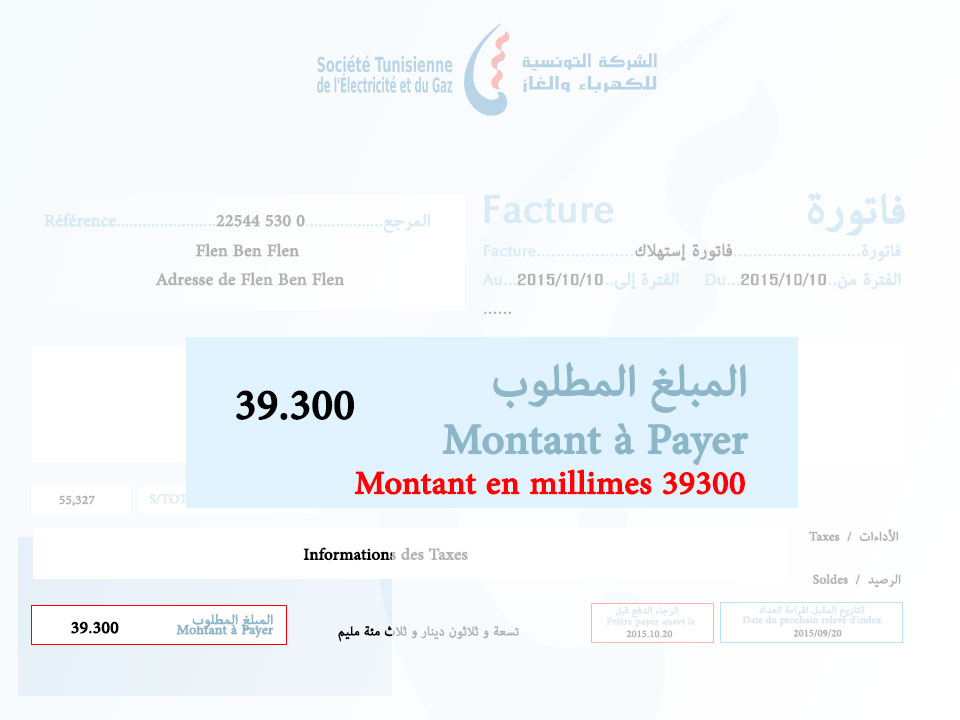 Société Tunisienne
de l'Électricité et du Gaz
الشركة التونسية
للكهرباء والغاز
Référence......................22544 530 0.................المرجع
Flen Ben Flen
Adresse de Flen Ben Flen
Facture فاتورة
Facture....................فاتورة إستهلاك..........................فاتورة
Au...2015/10/10..الفترة إلى Du...2015/10/10..الفترة من
......
المبلغ المطلوب
39.300
Montant à Payer
Montant en millimes 39300
55,327
S/TOT
Taxes / الأداءات
Informations des Taxes
Soldes / الرصيد
39.300
المبلغ المطلوب
Montant à Payer
تسعة و ثلاثون دينار و ثلاث مئة مليم
الرجاء الدفع قبل
Prière payer anavi le
2015.10.20
التاريخ المقبل لقراءة العداد
Date du prochain relevé d'index
2015/09/20